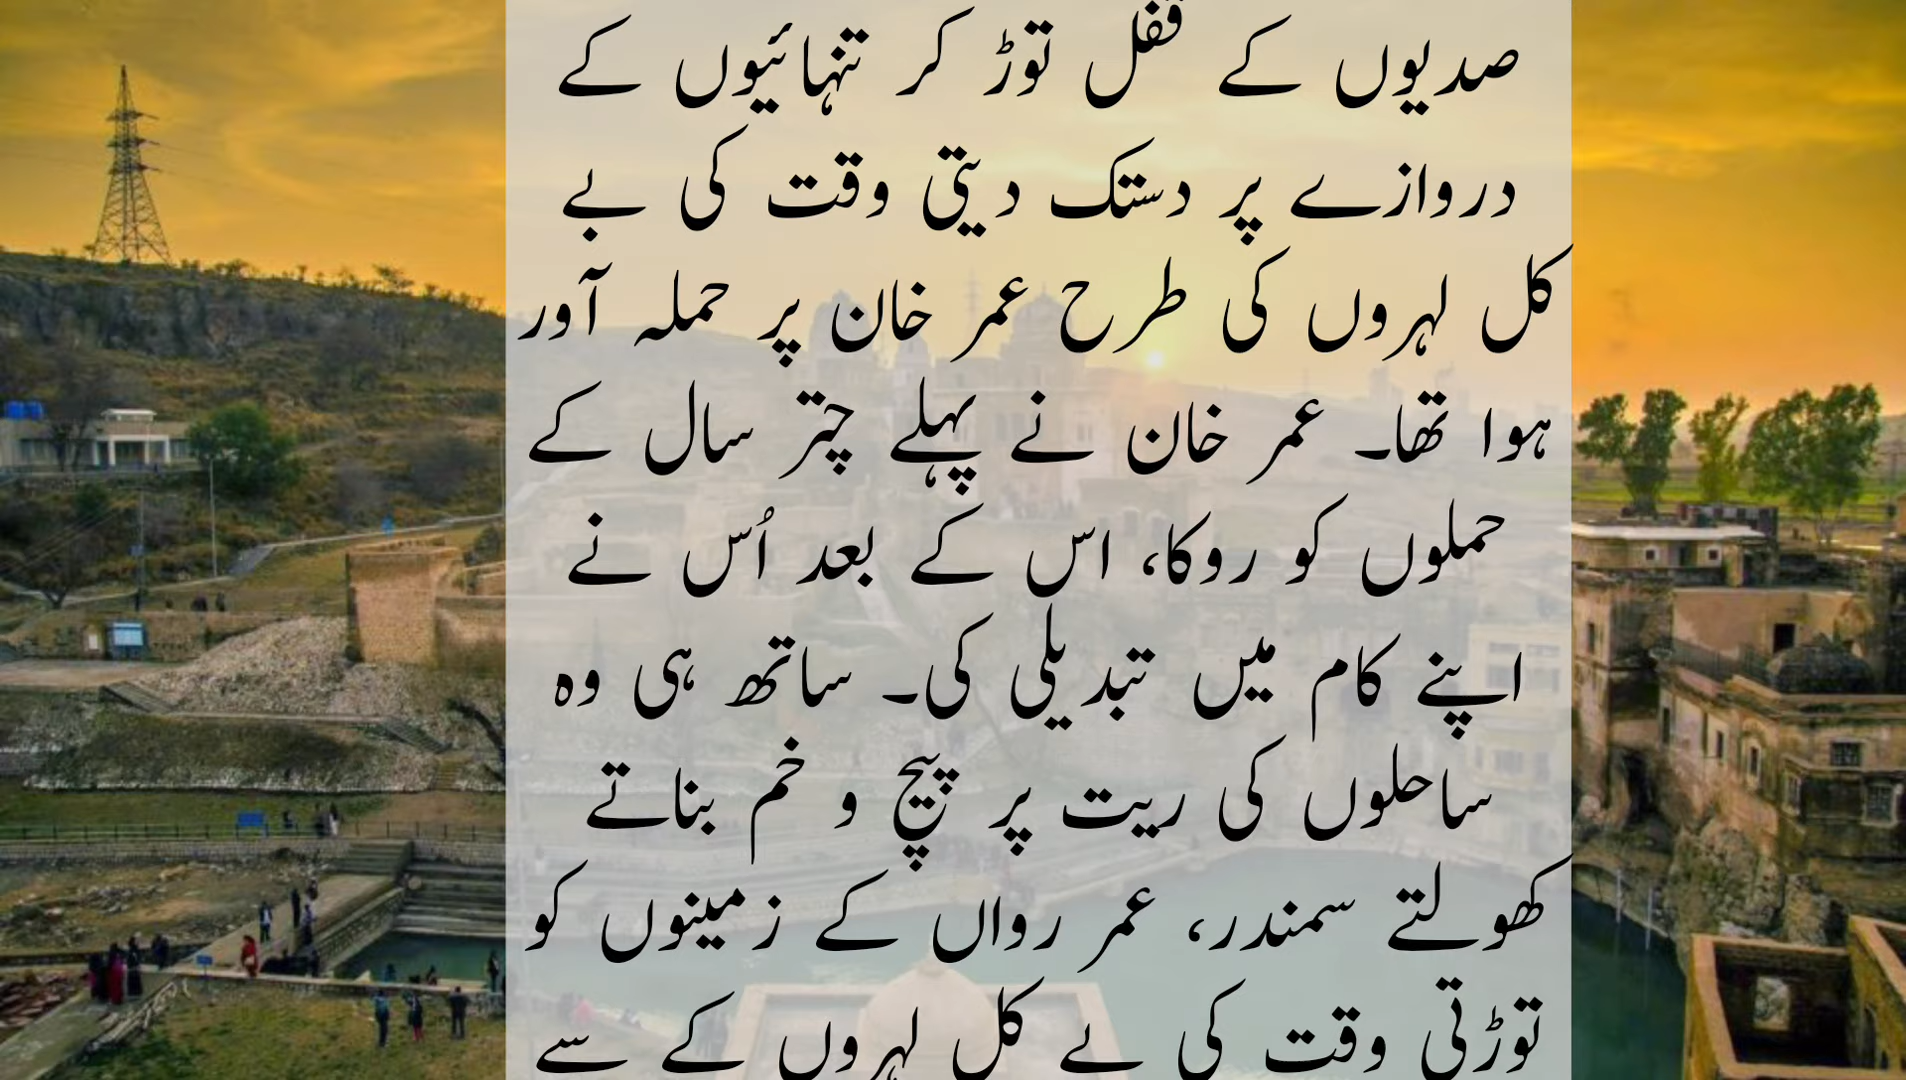 صدیوں کے قفل توڑ کر تنہائیوں کے
دروازے پر دستک دیتی وقت کی بے
کل لہروں کی طرح عمر خان پر حملہ آور
ہوا تھا۔ عمر خان نے پہلے چتر سال کے
حملوں کو روکا، اس کے بعد اُس نے
اپنے کام میں تبدیلی کی۔ ساتھ ہی وہ
ساحلوں کی ریت پر پیچ و خم بناتے
کھولتے سمندر، عمر رواں کے زمینوں کو
توڑتی وقت کی بے کل لہروں کے سے